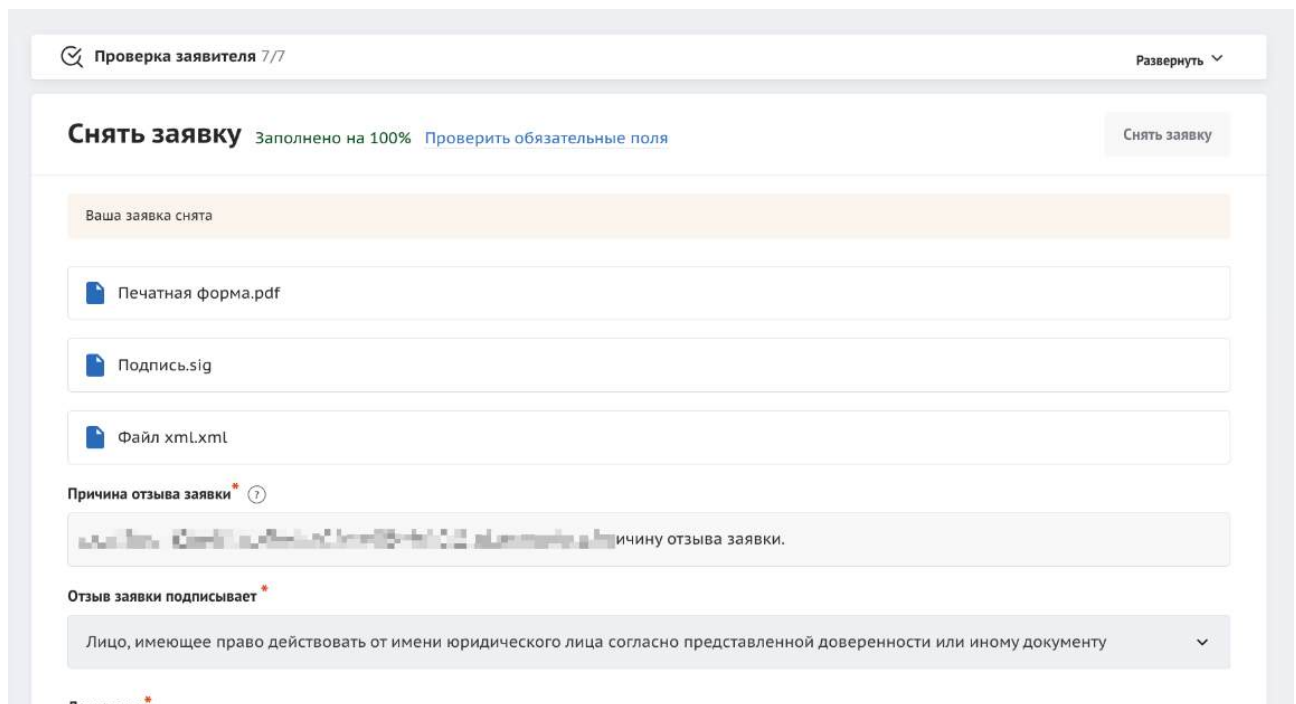 Проверка заявителя 7/7
Развернуть
Снять заявку Заполнено на 100% Проверить обязательные поля
Снять заявку
Ваша заявка снята
Печатная форма.pdf
Подпись.sig
Файл xml.xml
Причина отзыва заявки* ?
ичину отзыва заявки.
Отзыв заявки подписывает *
Лицо, имеющее право действовать от имени юридического лица согласно представленной доверенности или иному документу